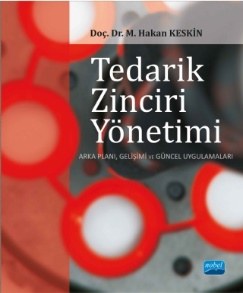 Doç. Dr. M. Hakan KESKİN
Tedarik
Zinciri
Yönetimi
ARKA PLANI, GELİŞİMİ ve GÜNCEL UYGULAMALARI
nobel